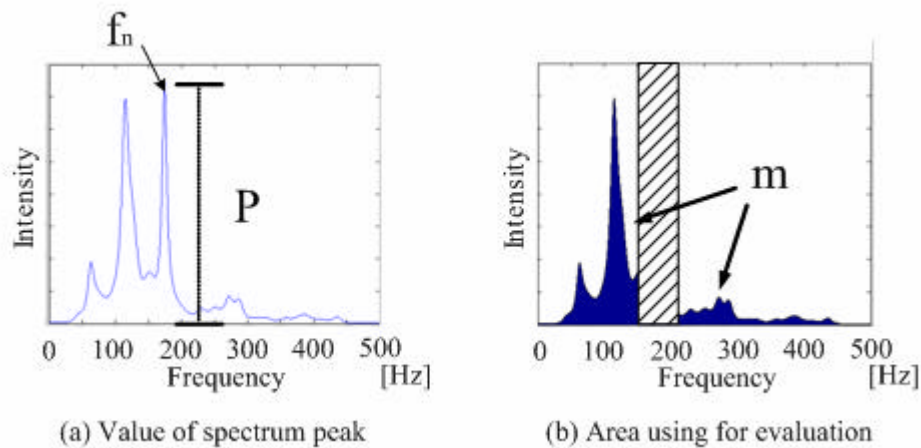 fn
P
Intensity
0 100 200 300 400 500
Frequency [Hz]
(a) Value of spectrum peak
m
Intensity
0 100 200 300 400 500
Frequency [Hz]
(b) Area using for evaluation